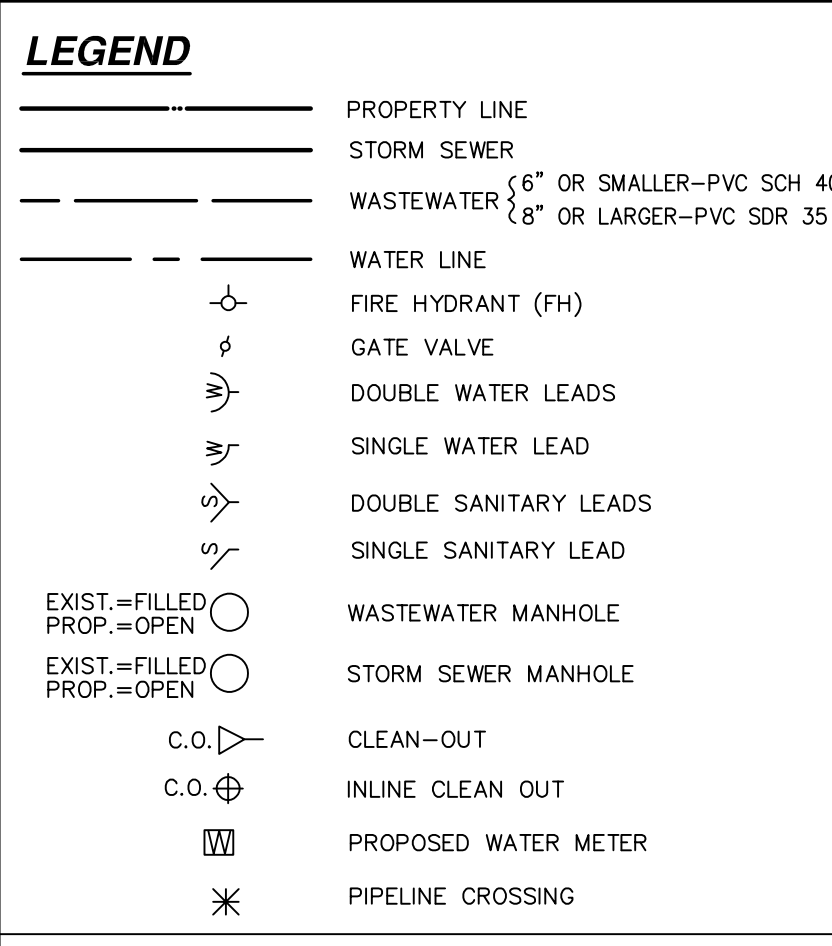 LEGEND
PROPERTY LINE
STORM SEWER
WASTEWATER
6" OR SMALLER-PVC SCH 40
8" OR LARGER-PVC SDR 35
WATER LINE
FIRE HYDRANT (FH)
GATE VALVE
W DOUBLE WATER LEADS
W SINGLE WATER LEAD
S DOUBLE SANITARY LEADS
S SINGLE SANITARY LEAD
EXIST.=FILLED
PROP.=OPEN
WASTEWATER MANHOLE
EXIST.=FILLED
PROP.=OPEN
STORM SEWER MANHOLE
C.O. CLEAN-OUT
C.O. INLINE CLEAN OUT
W PROPOSED WATER METER
PIPELINE CROSSING